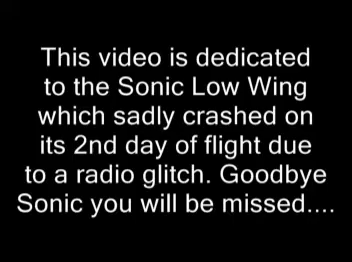 This video is dedicated
to the Sonic Low Wing
which sadly crashed on
its 2nd day of flight due
to a radio glitch. Goodbye
Sonic you will be missed....